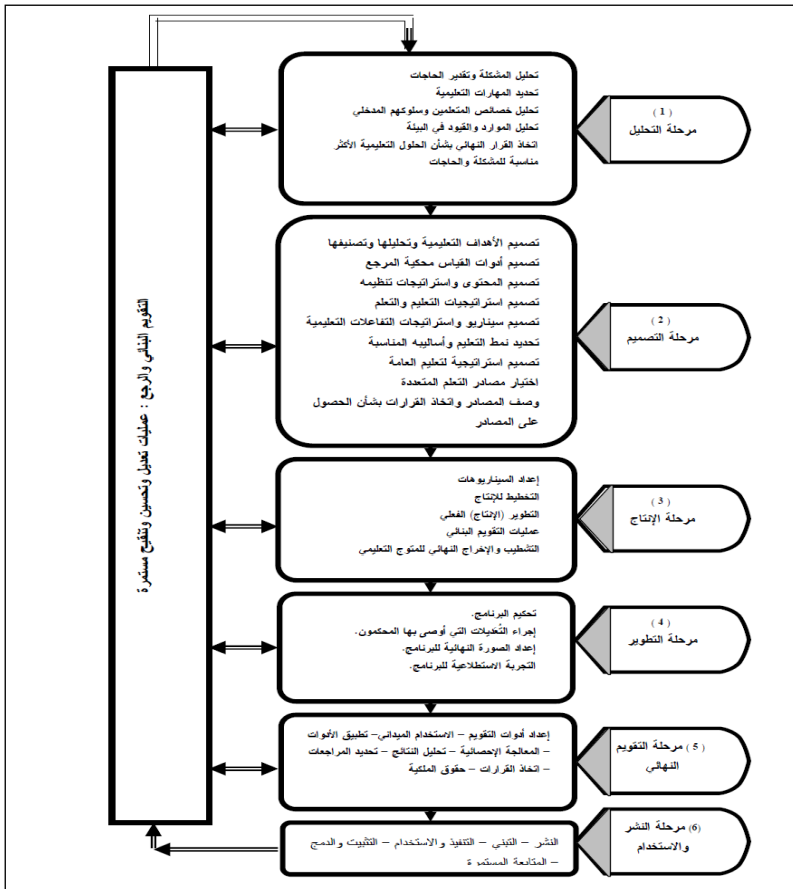 تحليل المشكلة وتقدير الحاجات
تحديد المهارات التعليمية
تحليل خصائص المتعلمين وسلوكهم المدخلي
تحليل الموارد والقيود في البيئة
اتخاذ القرار النهائي بشأن الحلول التعليمية الأكثر
مناسبة للمشكلة والحاجات
( 1 )
مرحلة التحليل
تصميم الأهداف التعليمية وتحليلها وتصنيفها
تصميم أدوات القياس محكية المرجع
تصميم المحتوى واستراتيجات تنظيمه
تصميم استراتيجيات التعليم والتعلم
تصميم سيناريو واستراتيجات التفاعلات التعليمية
تحديد نمط التعليم وأساليبه المناسبة
تصميم استراتيجية لتعليم العامة
اختيار مصادر التعلم المتعددة
وصف المصادر واتخاذ القرارات بشأن الحصول
على المصادر
( 2 )
مرحلة التصميم
إعداد السيناريوهات
التخطيط للإنتاج
التطوير (الإنتاج) الفعلي
عمليات التقويم البنائي
التشطيب والإخراج النهائي للمتوج التعليمي
( 3 )
مرحلة الإنتاج
تحكيم البرنامج.
إجراء التعديلات التي أوصى بها المحكمون.
إعداد الصورة النهائية للبرنامج.
التجربة الاستطلاعية للبرنامج.
( 4 )
مرحلة التطوير
إعداد أدوات التقويم – الاستخدام الميداني – تطبيق الأدوات
– المعالجة الإحصائية – تحليل النتائج – تحديد المراجعات
– اتخاذ القرارات – حقوق الملكية
( 5 ) مرحلة التقويم
النهائي
النشر – التبني – التنفيذ والاستخدام – التثبيت والدمج
– المتابعة المستمرة
(6) مرحلة النشر
والاستخدام
التقويم البنائي والرجع : عمليات تعديل وتحسين وتنقيح مستمرة